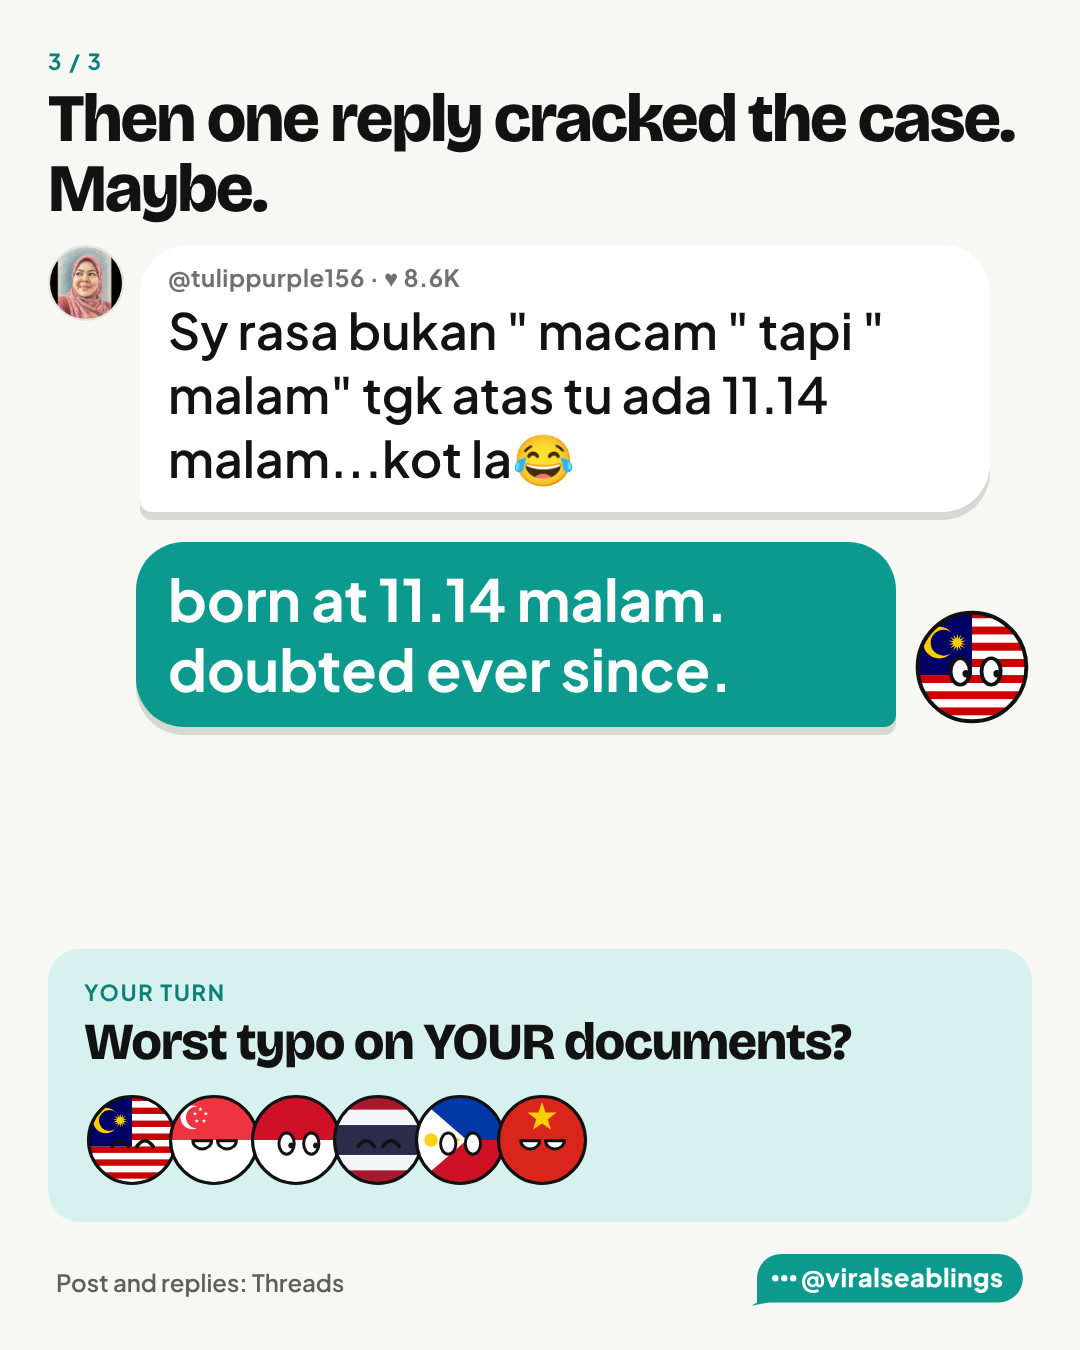 3 / 3
Then one reply cracked the case.
Maybe.
@tulippurple156 · ♥ 8.6K
Sy rasa bukan " macam " tapi "
malam" tgk atas tu ada 11.14
malam...kot la😂
born at 11.14 malam.
doubted ever since.
YOUR TURN
Worst typo on YOUR documents?
Post and replies: Threads
•••@viralseablings